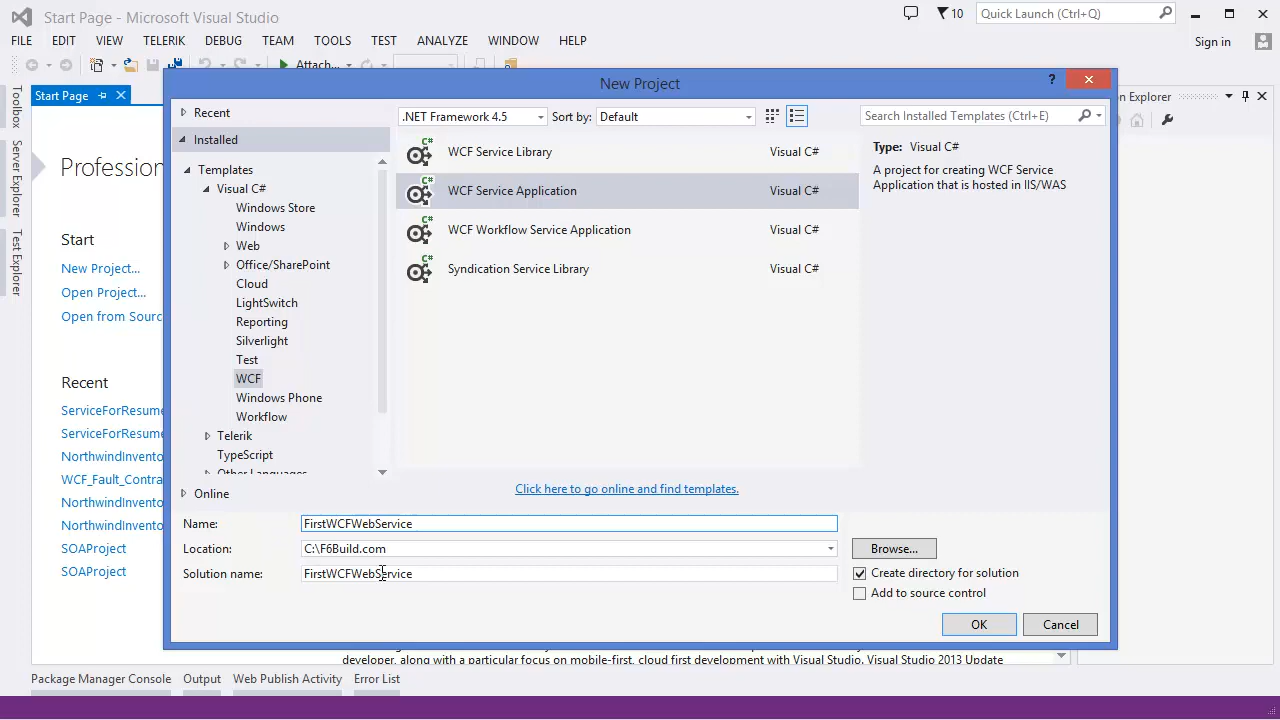 Start Page - Microsoft Visual Studio
10
Quick Launch (Ctrl+Q)
FILE EDIT VIEW TELERIK DEBUG TEAM TOOLS TEST ANALYZE WINDOW HELP
Sign in
Attach...
Start Page
New Project
Explorer
Toolbox
Server Explorer
Test Explorer
Start
New Project...
Open Project...
Open from
Recent
NorthwindInvento
NorthwindInvento
NorthwindInvento
SOAProject
SOAProject
Recent
Installed
.NET Framework 4.5
Sort by: Default
Search Installed Templates (Ctrl+E)
Templates
Visual C#
Windows Store
Windows
Web
Office/SharePoint
Cloud
LightSwitch
Reporting
Silverlight
Test
WCF
Windows Phone
Workflow
Telerik
TypeScript
Other Languages
Online
WCF Service Library Visual C#
WCF Service Application Visual C#
WCF Workflow Service Application Visual C#
Syndication Service Library Visual C#
Type: Visual C#
A project for creating WCF Service
Application that is hosted in IIS/WAS
Click here to go online and find templates.
Name: FirstWCFWebService
Location: C:\F6Build.com
Browse...
Solution name: FirstWCFWebService
Create directory for solution
Add to source control
OK Cancel
developer, along with a particular focus on mobile-first, cloud first development with Visual Studio. Visual Studio 2013 Update
Package Manager Console Output Web Publish Activity Error List